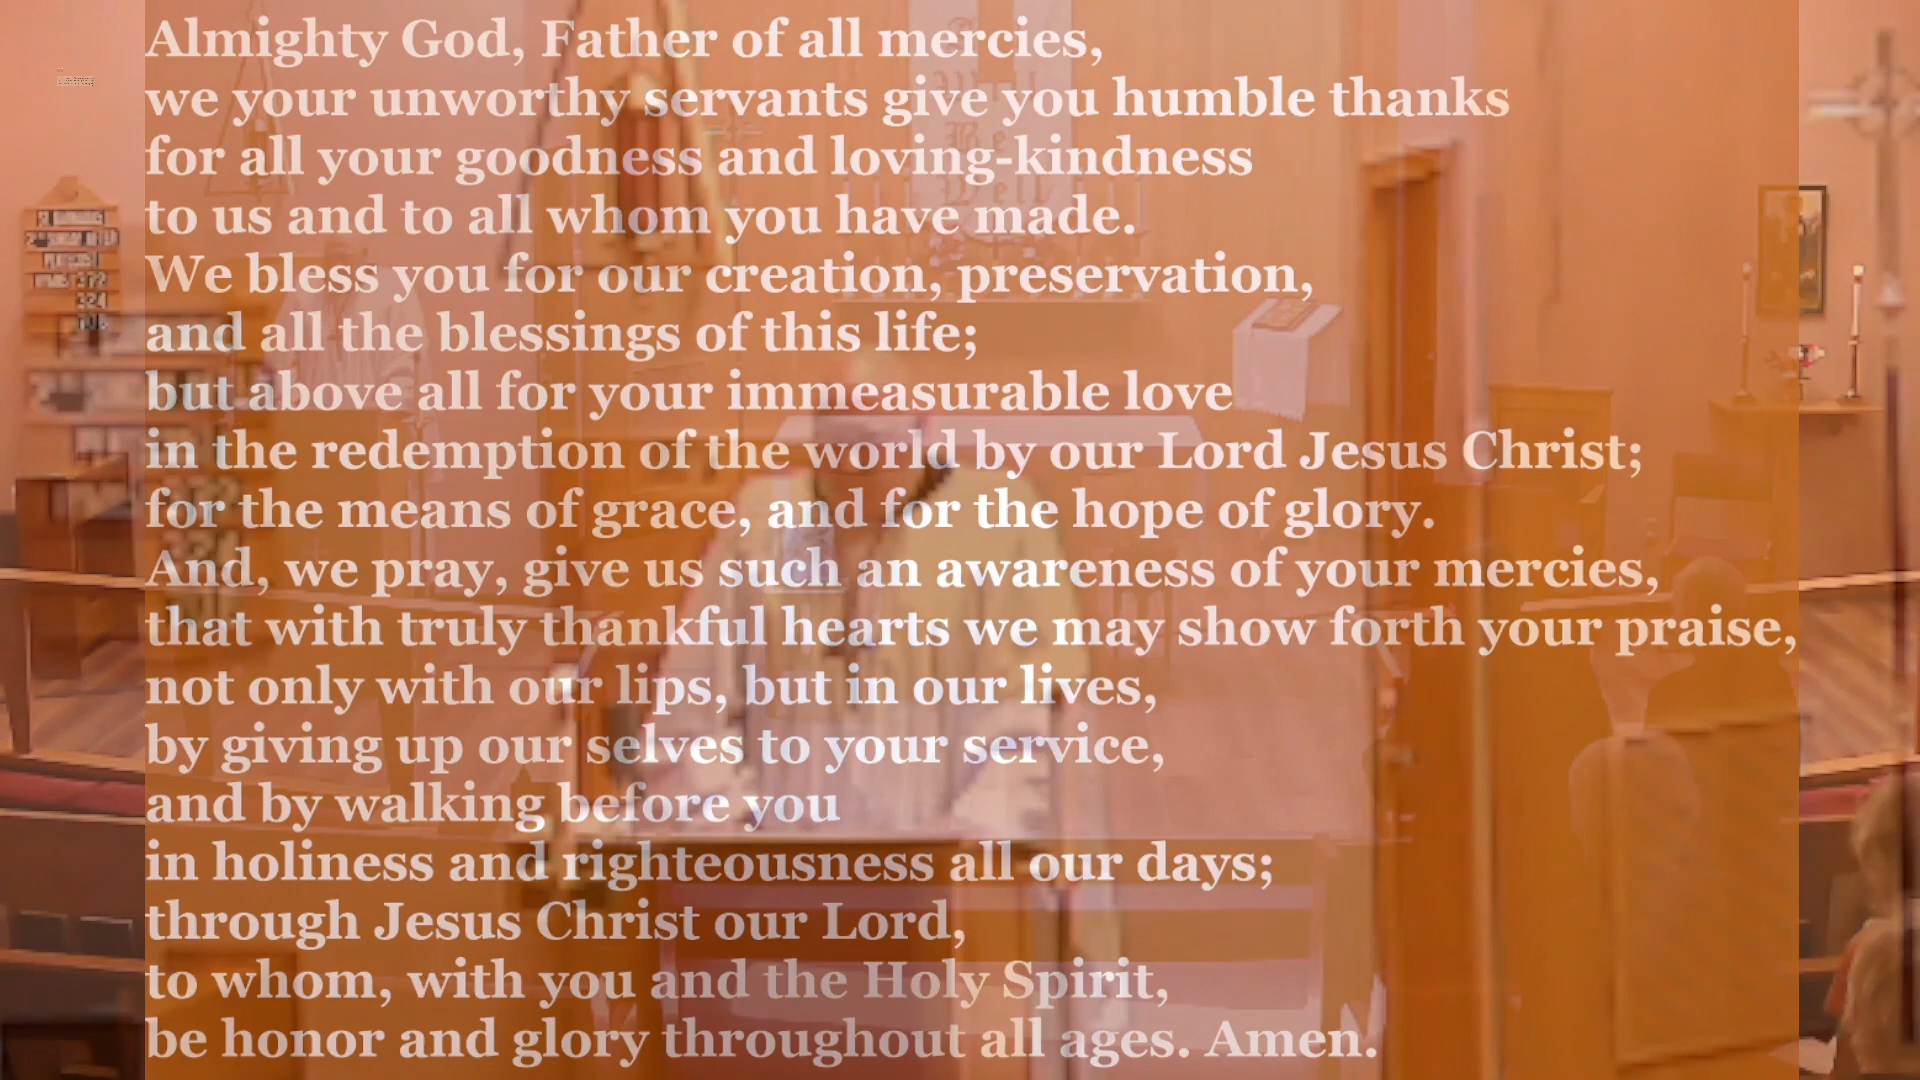 Almighty God, Father of all mercies,
we your unworthy servants give you humble thanks
for all your goodness and loving-kindness
to us and to all whom you have made.
We bless you for our creation, preservation,
and all the blessings of this life;
but above all for your immeasurable love
in the redemption of the world by our Lord Jesus Christ;
for the means of grace, and for the hope of glory.
And, we pray, give us such an awareness of your mercies,
that with truly thankful hearts we may show forth your praise,
not only with our lips, but in our lives,
by giving up our selves to your service,
and by walking before you
in holiness and righteousness all our days;
through Jesus Christ our Lord,
to whom, with you and the Holy Spirit,
be honor and glory throughout all ages. Amen.